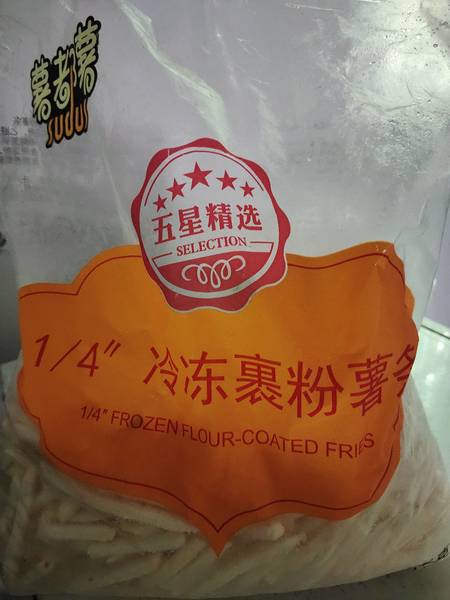 薯都薯
SUDUS
五星精选
SELECTION
1/4" 冷冻裹粉薯条
1/4" FROZEN FLOUR-COATED FRIES